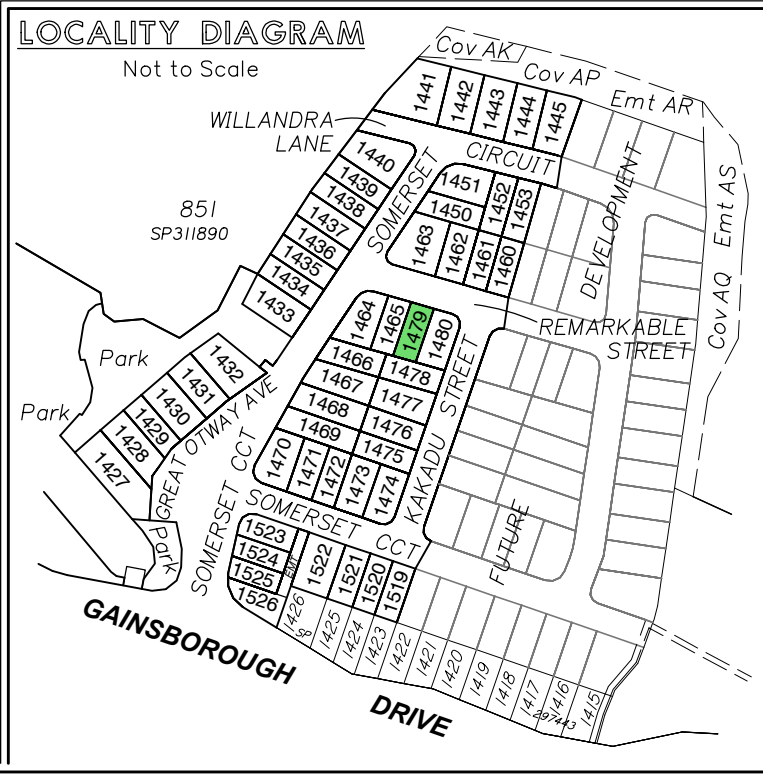 LOCALITY DIAGRAM
Not to Scale
Cov AK
Cov AP
Emt AR
1441
1442
1443
1444
1445
WILLANDRA
LANE
CIRCUIT
SOMERSET
1440
1439
1438
1437
1436
1435
1434
1433
851
SP311890
1451
1452
1453
1450
1463
1462
1461
1460
DEVELOPMENT
Emt AS
Cov AQ
REMARKABLE
STREET
1464
1465
1479
1480
1466
1478
1467
1477
1468
1476
1469
1475
1470
1471
1472
1473
1474
KAKADU STREET
Park
Park
1432
1431
1430
1429
1428
1427
GREAT OTWAY AVE
SOMERSET CCT
SOMERSET CCT
Park
FUTURE
1523
1524
1525
1526
EMT
1522
1521
1520
1519
1426
SP
1425
1424
1423
1422
1421
1420
1419
1418
1417
1416
1415
297443
GAINSBOROUGH
DRIVE